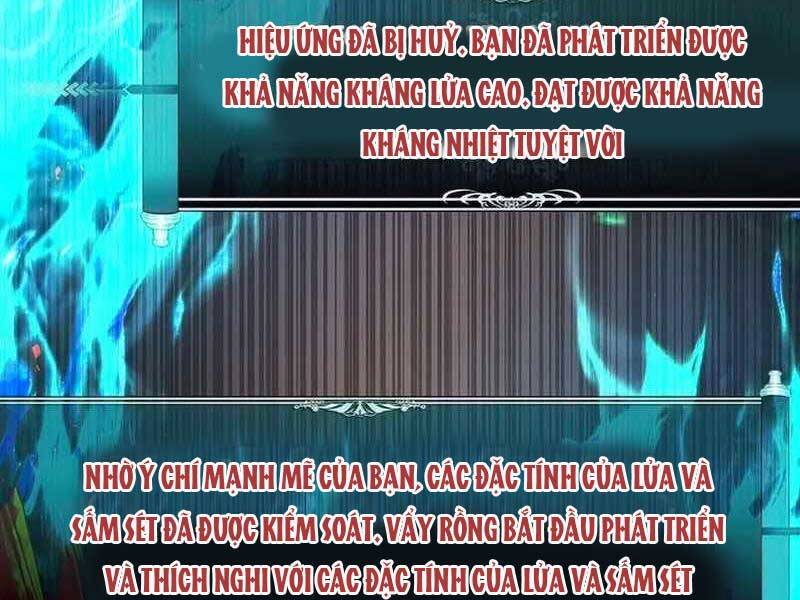 HIỆU ỨNG ĐÃ BỊ HUỶ. BẠN ĐÃ PHÁT TRIỂN ĐƯỢC
KHẢ NĂNG KHÁNG LỬA CAO. ĐẠT ĐƯỢC KHẢ NĂNG
KHÁNG NHIỆT TUYỆT VỜI
NHỜ Ý CHÍ MẠNH MẼ CỦA BẠN, CÁC ĐẶC TÍNH CỦA LỬA VÀ
SẤM SÉT ĐÃ ĐƯỢC KIỂM SOÁT. VẢY RỒNG BẮT ĐẦU PHÁT TRIỂN
VÀ THÍCH NGHI VỚI CÁC ĐẶC TÍNH CỦA LỬA VÀ SẤM SÉT